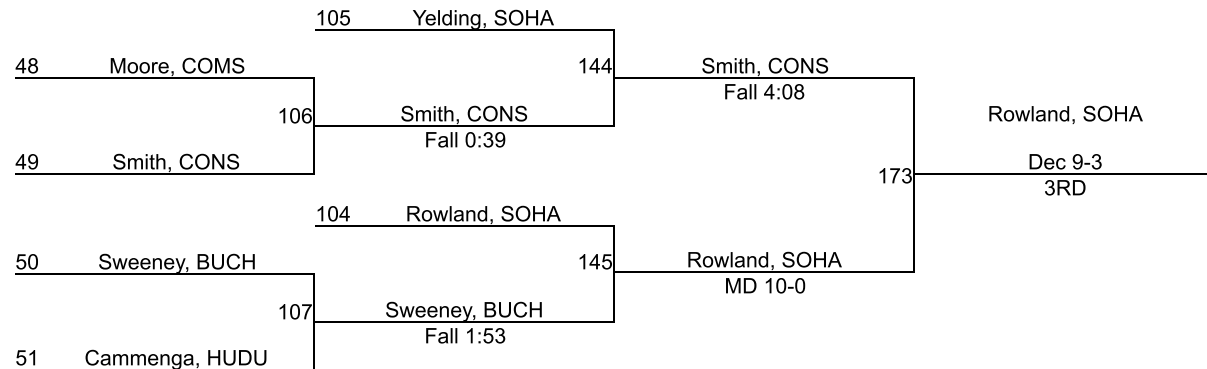 105 Yelding, SOHA
48 Moore, COMS
144 Smith, CONS
Fall 4:08
106 Smith, CONS
Fall 0:39
Rowland, SOHA
49 Smith, CONS
Dec 9-3
173
3RD
104 Rowland, SOHA
50 Sweeney, BUCH
145 Rowland, SOHA
MD 10-0
107 Sweeney, BUCH
Fall 1:53
51 Cammenga, HUDU